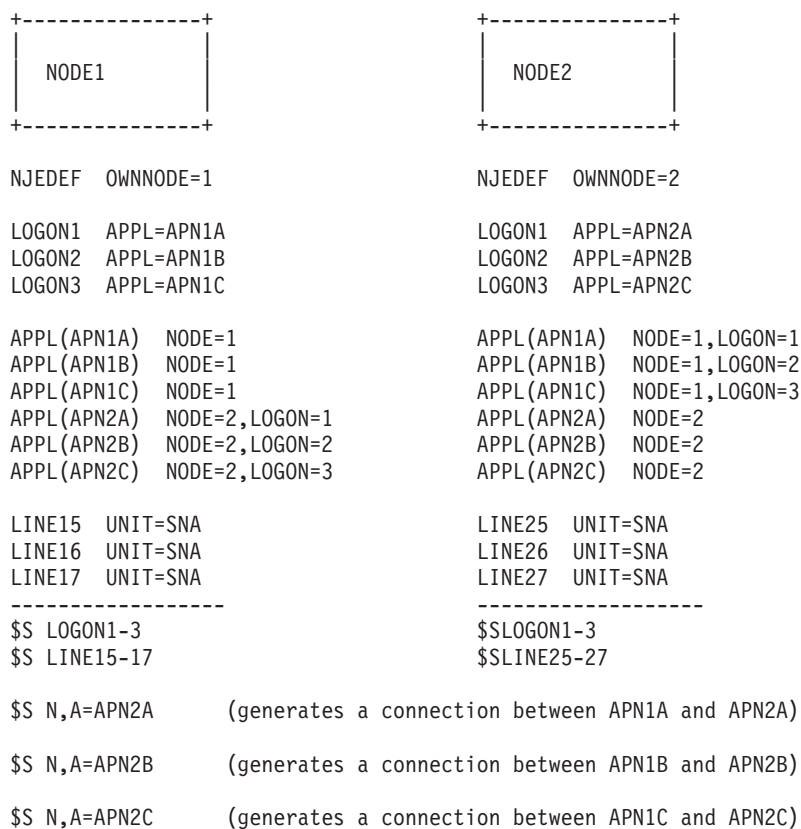 NODE1 NODE2
NJEDEF OWNNODE=1 NJEDEF OWNNODE=2
LOGON1 APPL=APN1A LOGON1 APPL=APN2A
LOGON2 APPL=APN1B LOGON2 APPL=APN2B
LOGON3 APPL=APN1C LOGON3 APPL=APN2C
APPL(APN1A) NODE=1 APPL(APN1A) NODE=1,LOGON=1
APPL(APN1B) NODE=1 APPL(APN1B) NODE=1,LOGON=2
APPL(APN1C) NODE=1 APPL(APN1C) NODE=1,LOGON=3
APPL(APN2A) NODE=2,LOGON=1 APPL(APN2A) NODE=2
APPL(APN2B) NODE=2,LOGON=2 APPL(APN2B) NODE=2
APPL(APN2C) NODE=2,LOGON=3 APPL(APN2C) NODE=2
LINE15 UNIT=SNA LINE25 UNIT=SNA
LINE16 UNIT=SNA LINE26 UNIT=SNA
LINE17 UNIT=SNA LINE27 UNIT=SNA
------------------ -------------------
$S LOGON1-3 $SLOGON1-3
$S LINE15-17 $SLINE25-27
$S N,A=APN2A (generates a connection between APN1A and APN2A)
$S N,A=APN2B (generates a connection between APN1B and APN2B)
$S N,A=APN2C (generates a connection between APN1C and APN2C)